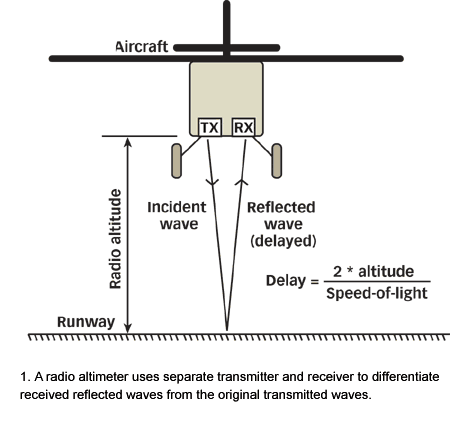 Aircraft
TX RX
Radio altitude
Incident
wave
Reflected
wave
(delayed)
Delay = 2 * altitude
Speed-of-light
Runway
1. A radio altimeter uses separate transmitter and receiver to differentiate
received reflected waves from the original transmitted waves.